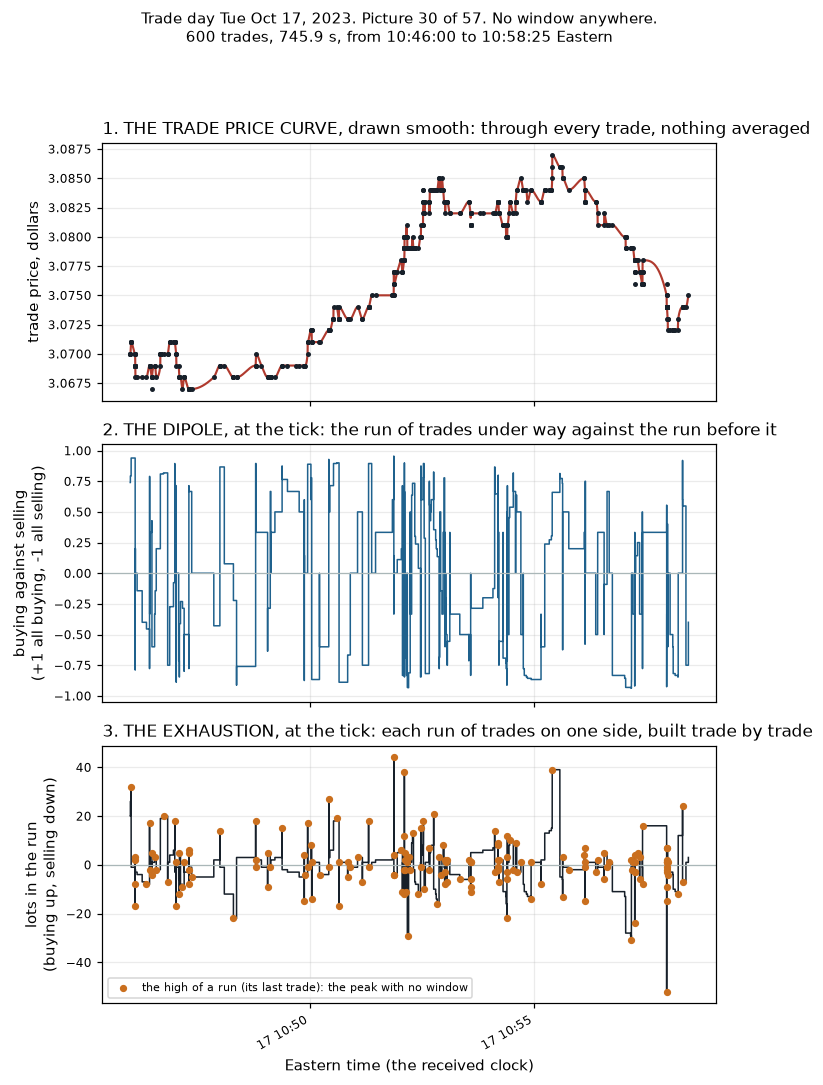 Trade day Tue Oct 17, 2023. Picture 30 of 57. No window anywhere.
600 trades, 745.9 s, from 10:46:00 to 10:58:25 Eastern
1. THE TRADE PRICE CURVE, drawn smooth: through every trade, nothing averaged
trade price, dollars
3.0875
3.0850
3.0825
3.0800
3.0775
3.0750
3.0725
3.0700
3.0675
2. THE DIPOLE, at the tick: the run of trades under way against the run before it
buying against selling
(+1 all buying, -1 all selling)
1.00
0.75
0.50
0.25
0.00
−0.25
−0.50
−0.75
−1.00
3. THE EXHAUSTION, at the tick: each run of trades on one side, built trade by trade
lots in the run
(buying up, selling down)
40
20
0
−20
−40
the high of a run (its last trade): the peak with no window
17 10:50
17 10:55
Eastern time (the received clock)